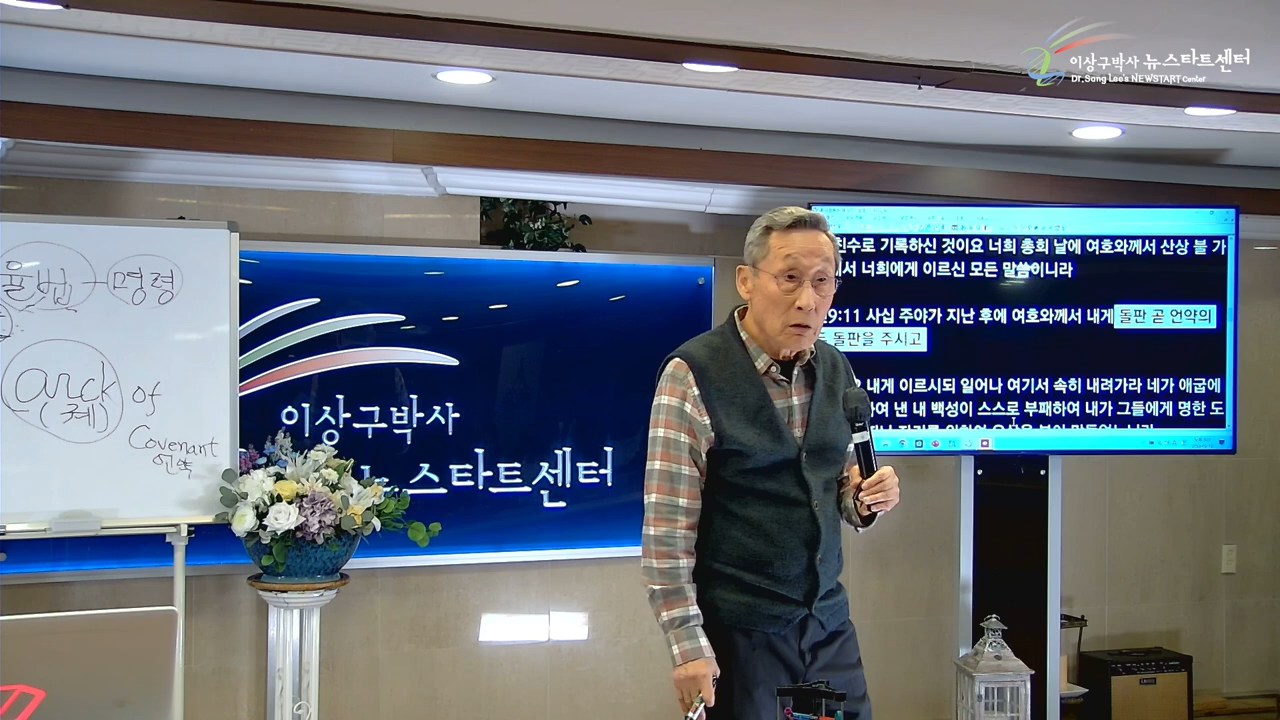 이상구박사 뉴스타트센터
Dr. Sang Lee's NEWSTART Center
율법 - 명령
Arck of
(궤)
Covenant
언약
이상구박사
스타트센터
친수로 기록하신 것이요 너희 총회 날에 여호와께서 산상 불 가
서 너희에게 이르신 모든 말씀이니라
9:11 사십 주야가 지난 후에 여호와께서 내게 돌판 곧 언약의
돌판을 주시고
내게 이르시되 일어나 여기서 속히 내려가라 네가 애굽에
여 낸 내 백성이 스스로 부패하여 내가 그들에게 명한 도